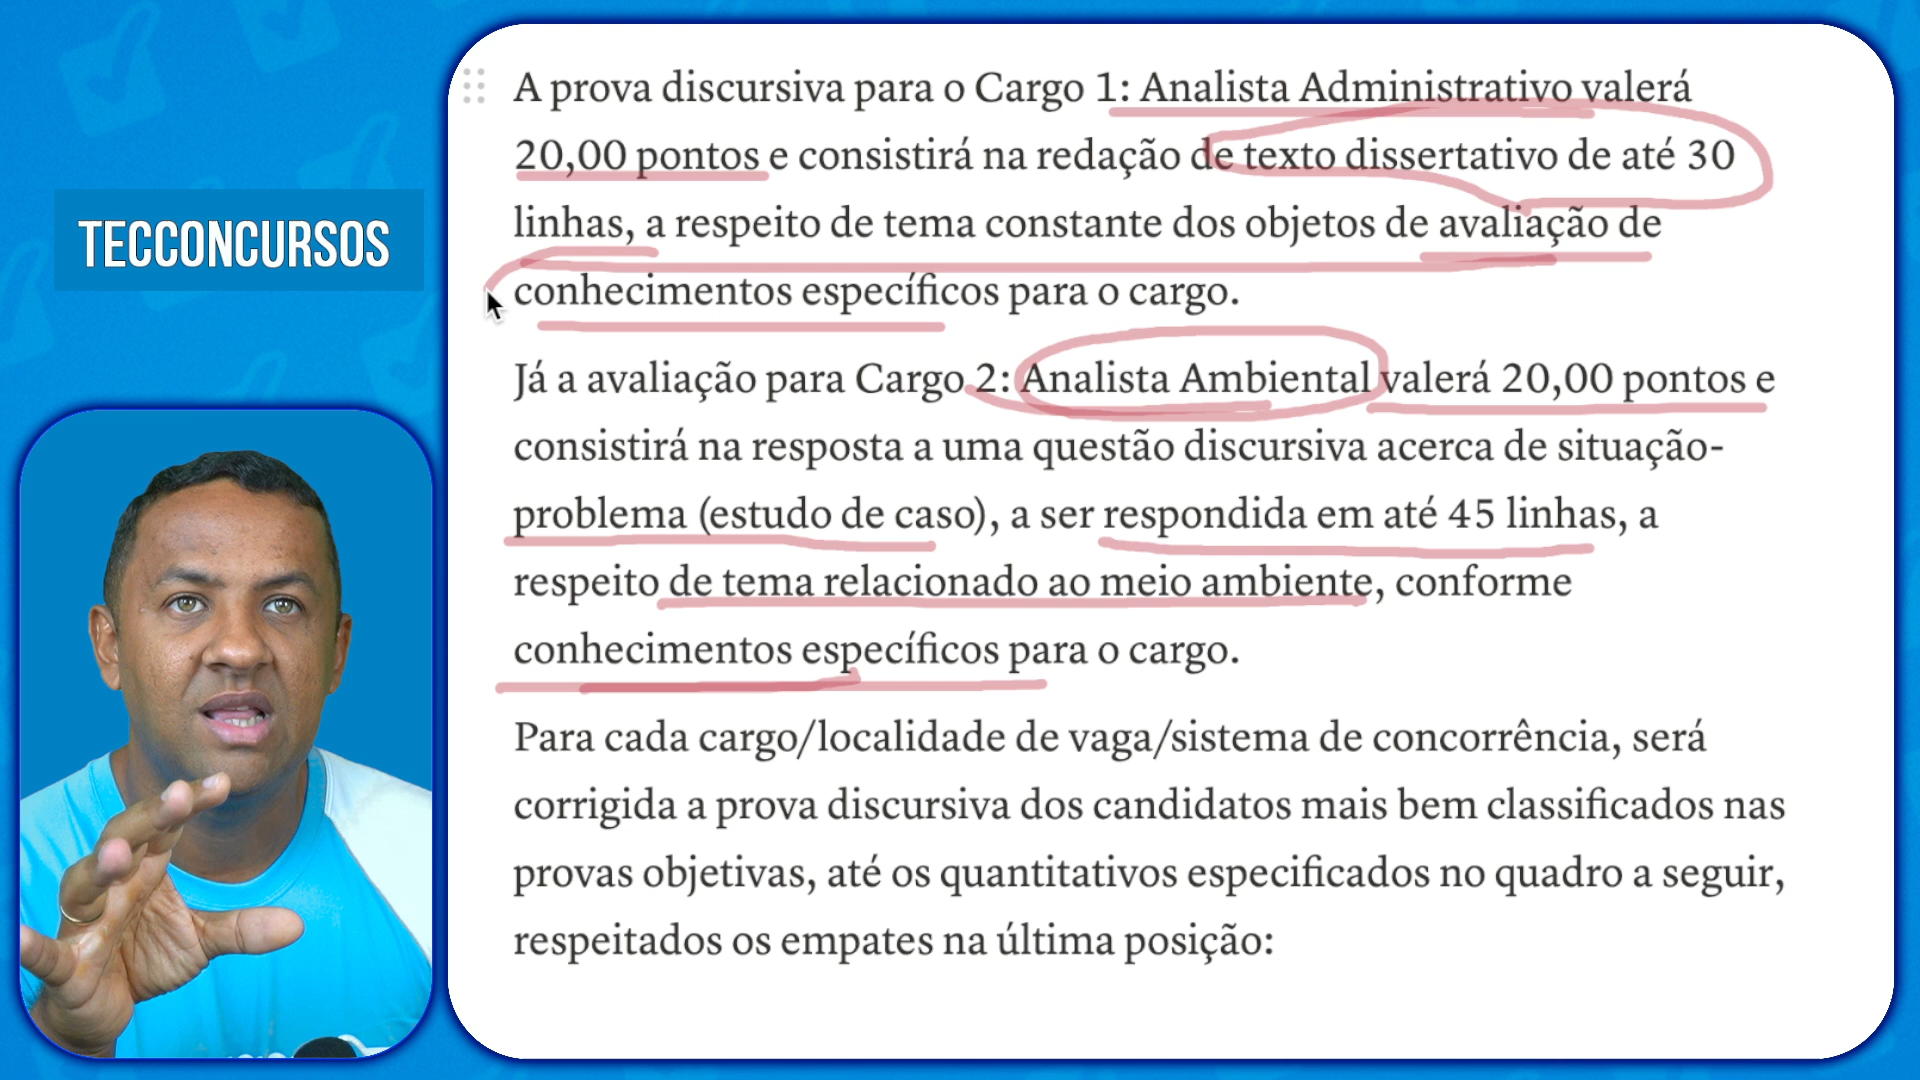 TECCONCURSOS
A prova discursiva para o Cargo 1: Analista Administrativo valerá
20,00 pontos e consistirá na redação de texto dissertativo de até 30
linhas, a respeito de tema constante dos objetos de avaliação de
conhecimentos específicos para o cargo.
Já a avaliação para Cargo 2: Analista Ambiental valerá 20,00 pontos e
consistirá na resposta a uma questão discursiva acerca de situação-
problema (estudo de caso), a ser respondida em até 45 linhas, a
respeito de tema relacionado ao meio ambiente, conforme
conhecimentos específicos para o cargo.
Para cada cargo/localidade de vaga/sistema de concorrência, será
corrigida a prova discursiva dos candidatos mais bem classificados nas
provas objetivas, até os quantitativos especificados no quadro a seguir,
respeitados os empates na última posição: